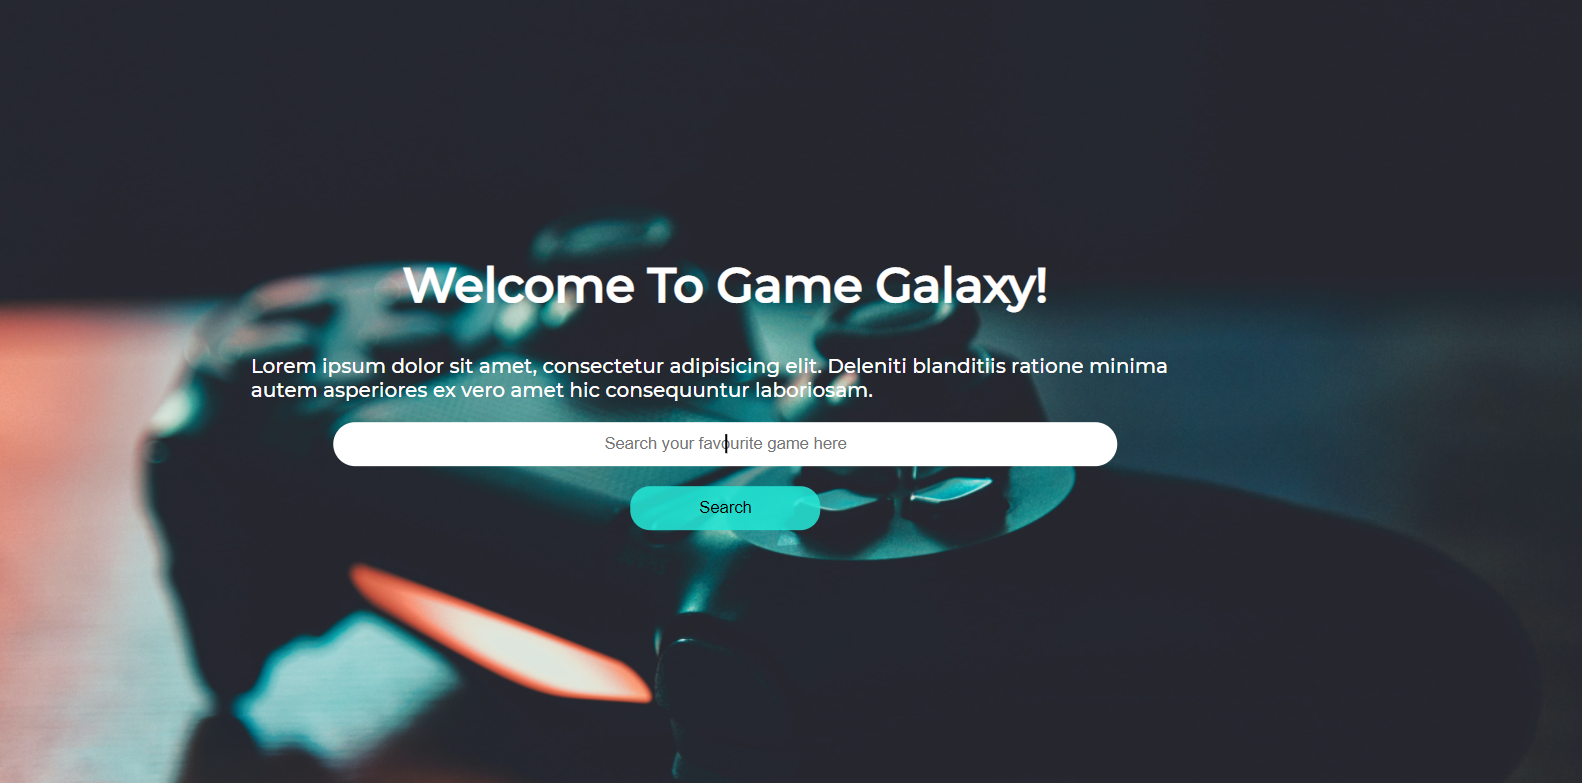 Welcome To Game Galaxy!
Lorem ipsum dolor sit amet, consectetur adipisicing elit. Deleniti blanditiis ratione minima
autem asperiores ex vero amet hic consequuntur laboriosam.
Search your favourite game here
Search